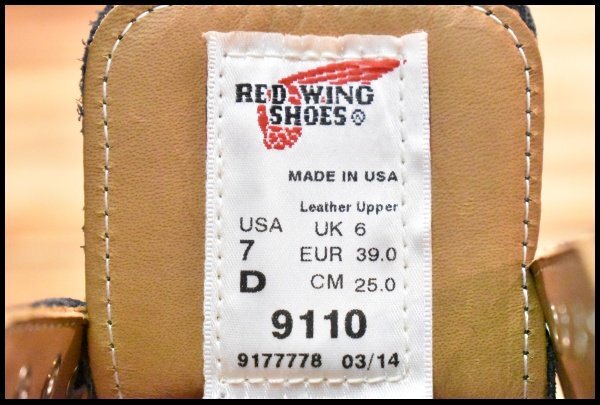 RED WING
SHOES®
MADE IN USA
Leather Upper
USA UK 6
7 EUR 39.0
D CM 25.0
9110
9177778 03/14